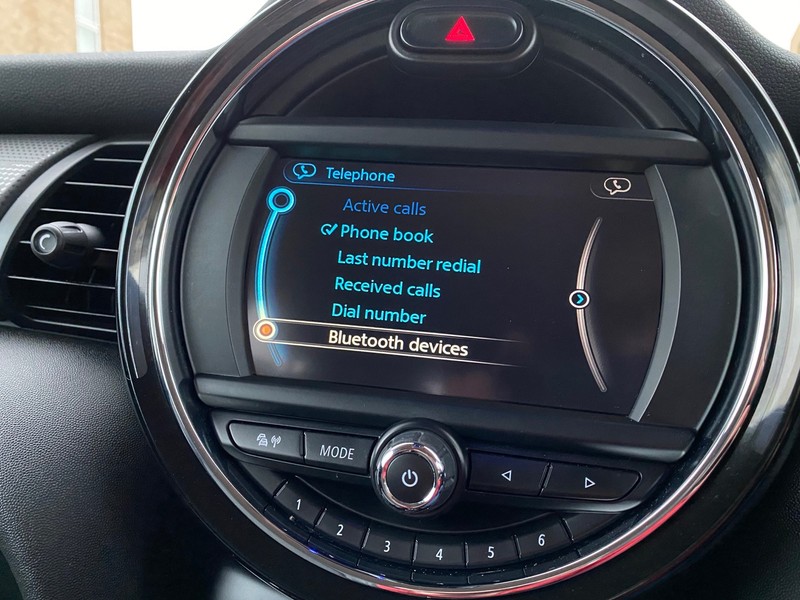 Telephone
Active calls
Phone book
Last number redial
Received calls
Dial number
Bluetooth devices
MODE
1 2 3 4 5 6